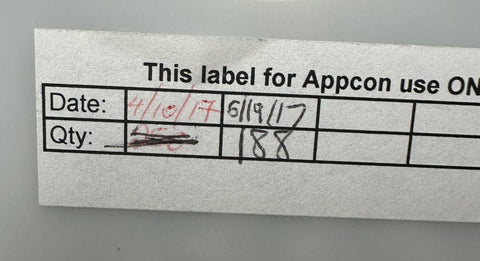 This label for Appcon use ON
Date: 4/10/17 6/19/17
Qty: 188